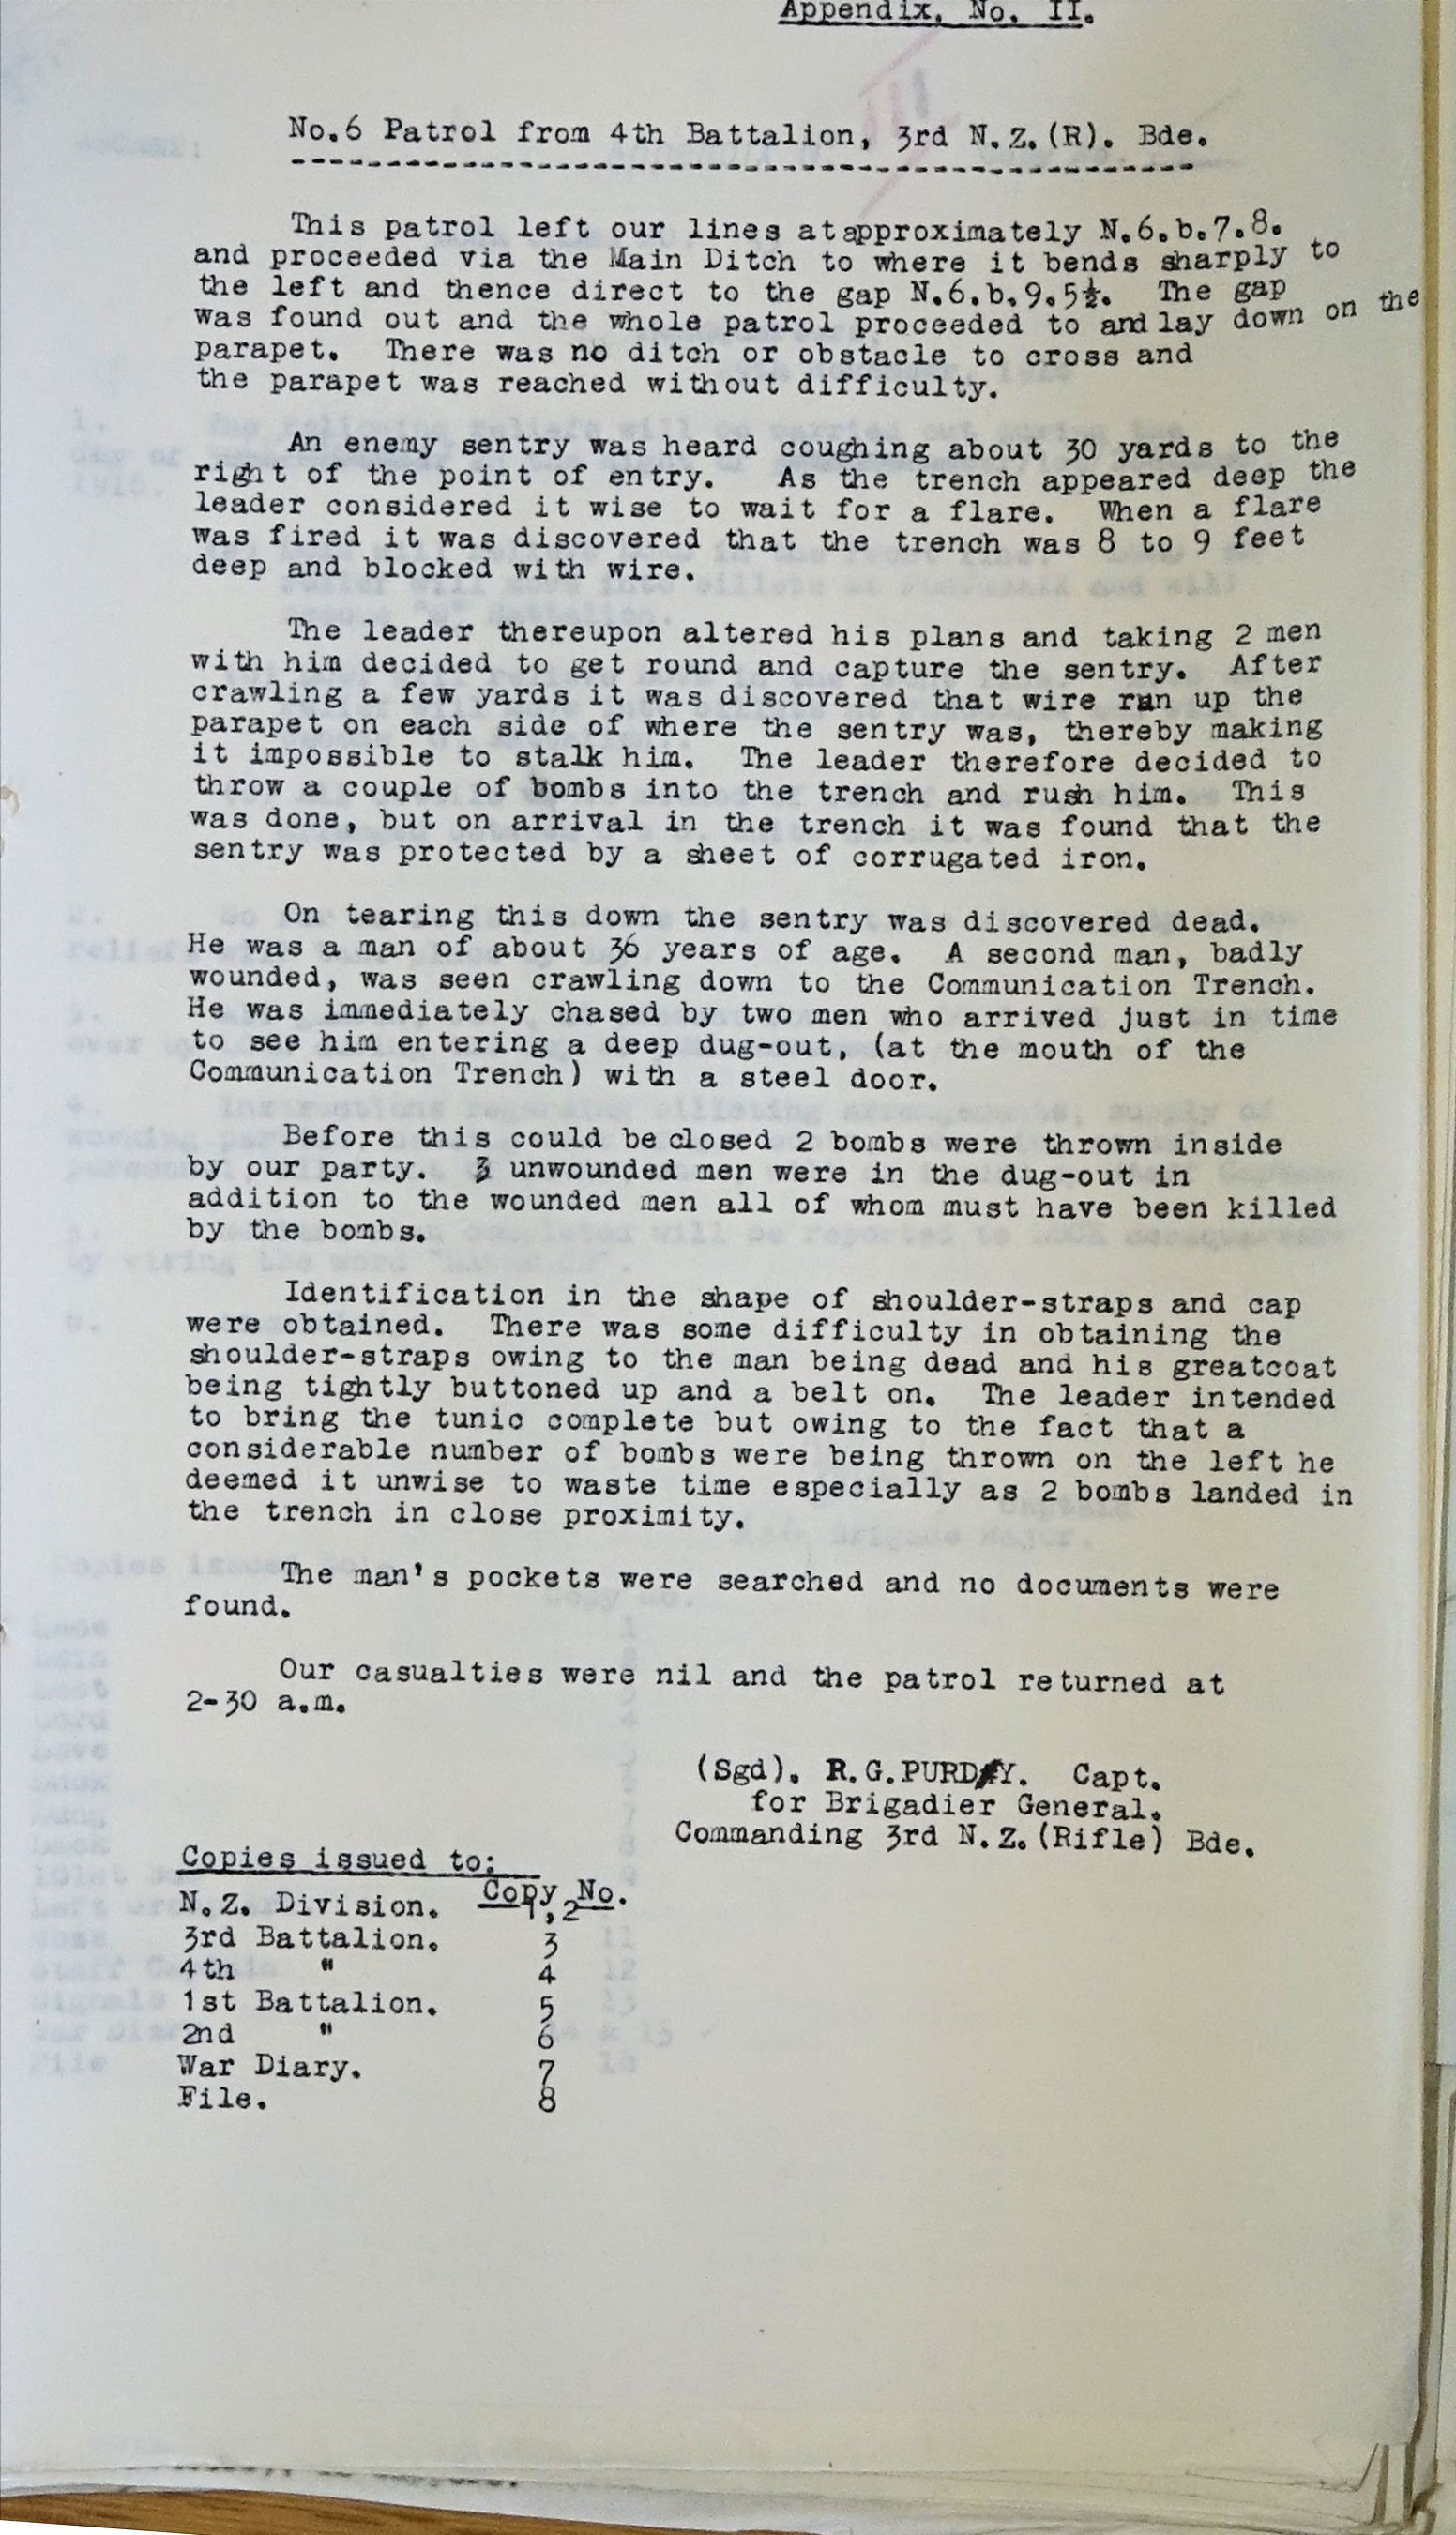 Appendix. No. II.
No.6 Patrol from 4th Battalion, 3rd N.Z.(R). Bde.
This patrol left our lines at approximately N.6.b.7.8.
and proceeded via the Main Ditch to where it bends sharply to
the left and thence direct to the gap N.6.b.9.5½. The gap
was found out and the whole patrol proceeded to and lay down on the
parapet. There was no ditch or obstacle to cross and
the parapet was reached without difficulty.
An enemy sentry was heard coughing about 30 yards to the
right of the point of entry. As the trench appeared deep the
leader considered it wise to wait for a flare. When a flare
was fired it was discovered that the trench was 8 to 9 feet
deep and blocked with wire.
The leader thereupon altered his plans and taking 2 men
with him decided to get round and capture the sentry. After
crawling a few yards it was discovered that wire ran up the
parapet on each side of where the sentry was, thereby making
it impossible to stalk him. The leader therefore decided to
throw a couple of bombs into the trench and rush him. This
was done, but on arrival in the trench it was found that the
sentry was protected by a sheet of corrugated iron.
On tearing this down the sentry was discovered dead.
He was a man of about 36 years of age. A second man, badly
wounded, was seen crawling down to the Communication Trench.
He was immediately chased by two men who arrived just in time
to see him entering a deep dug-out, (at the mouth of the
Communication Trench) with a steel door.
Before this could be closed 2 bombs were thrown inside
by our party. 3 unwounded men were in the dug-out in
addition to the wounded men all of whom must have been killed
by the bombs.
Identification in the shape of shoulder-straps and cap
were obtained. There was some difficulty in obtaining the
shoulder-straps owing to the man being dead and his greatcoat
being tightly buttoned up and a belt on. The leader intended
to bring the tunic complete but owing to the fact that a
considerable number of bombs were being thrown on the left he
deemed it unwise to waste time especially as 2 bombs landed in
the trench in close proximity.
The man's pockets were searched and no documents were
found.
Our casualties were nil and the patrol returned at
2-30 a.m.
(Sgd). R.G.PURDY. Capt.
for Brigadier General.
Commanding 3rd N.Z.(Rifle) Bde.
Copies issued to:
Copy No.
N.Z. Division. 1,2
3rd Battalion. 3
4th " 4
1st Battalion. 5
2nd " 6
War Diary. 7
File. 8